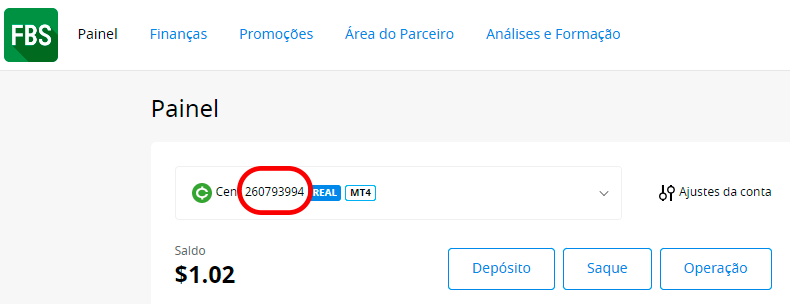 FBS Painel Finanças Promoções Área do Parceiro Análises e Formação
Painel
Cen 260793994 REAL MT4
Ajustes da conta
Saldo
$1.02
Depósito Saque Operação